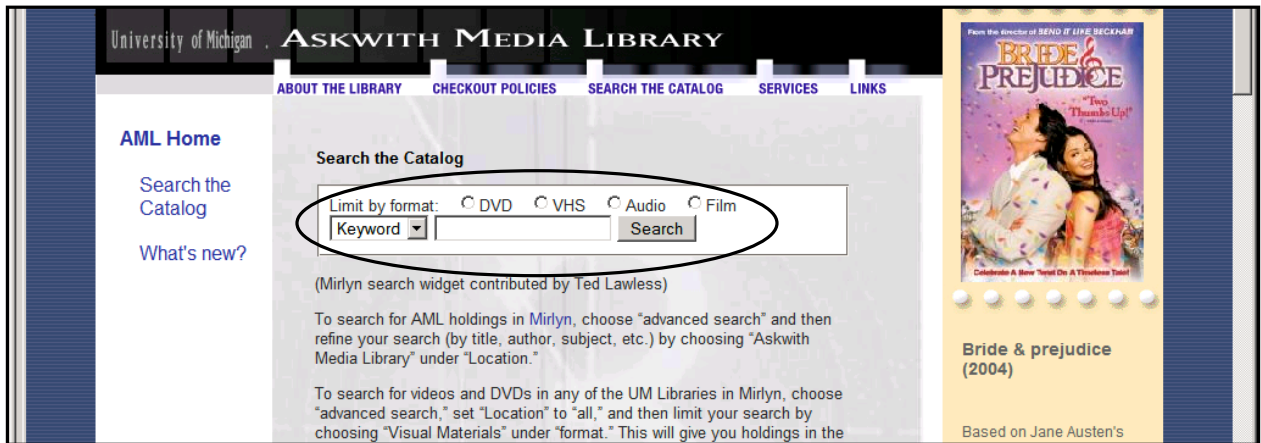 University of Michigan . ASKWITH MEDIA LIBRARY
ABOUT THE LIBRARY CHECKOUT POLICIES SEARCH THE CATALOG SERVICES LINKS
AML Home
Search the
Catalog
What's new?
Search the Catalog
Limit by format: DVD VHS Audio Film
Keyword Search
(Mirlyn search widget contributed by Ted Lawless)
To search for AML holdings in Mirlyn, choose “advanced search” and then
refine your search (by title, author, subject, etc.) by choosing “Askwith
Media Library” under “Location.”
To search for videos and DVDs in any of the UM Libraries in Mirlyn, choose
“advanced search,” set “Location” to “all,” and then limit your search by
choosing “Visual Materials” under “format.” This will give you holdings in the
From the director of BEND IT LIKE BECKHAM
BRIDE &
PREJUDICE
"Two
Thumbs Up!"
Celebrate A New Twist On A Timeless Tale!
Bride & prejudice
(2004)
Based on Jane Austen's